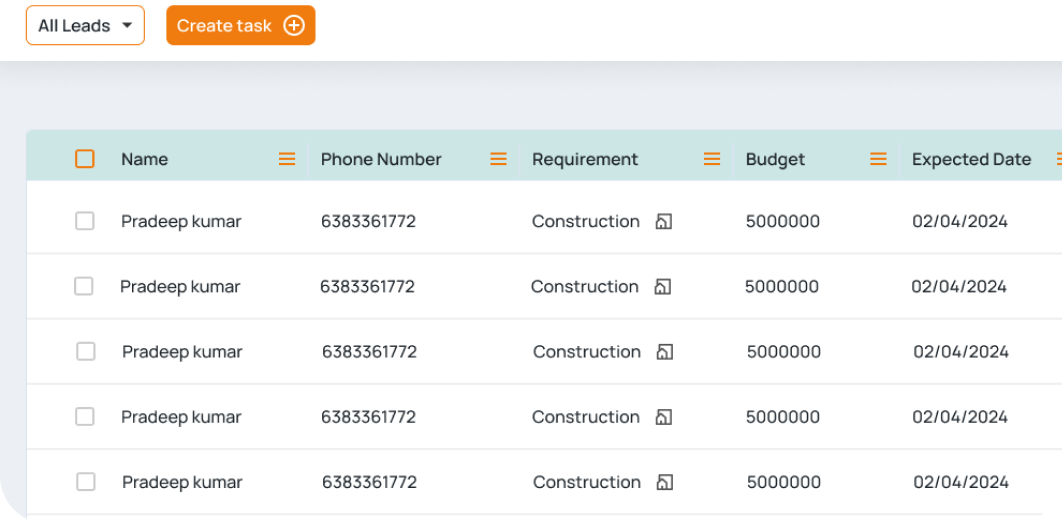 All Leads Create task
Name Phone Number Requirement Budget Expected Date
Pradeep kumar 6383361772 Construction 5000000 02/04/2024
Pradeep kumar 6383361772 Construction 5000000 02/04/2024
Pradeep kumar 6383361772 Construction 5000000 02/04/2024
Pradeep kumar 6383361772 Construction 5000000 02/04/2024
Pradeep kumar 6383361772 Construction 5000000 02/04/2024